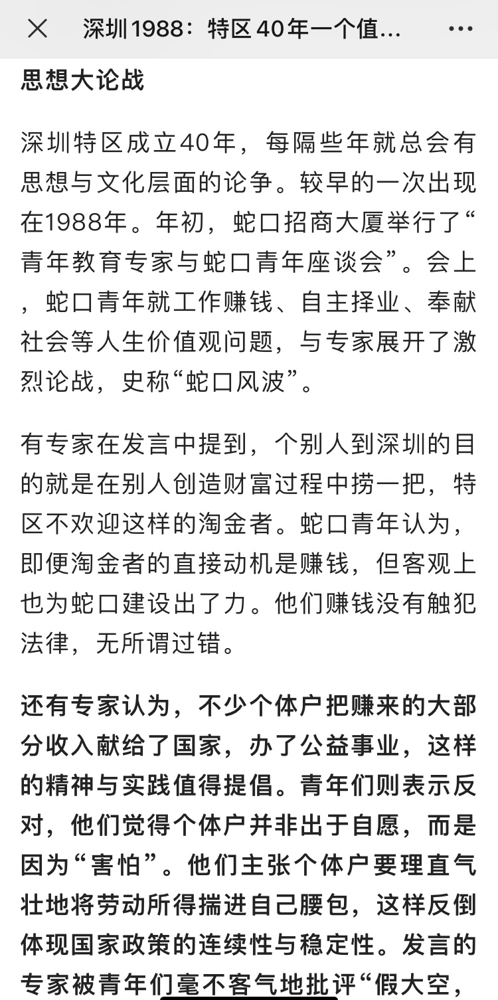 深圳1988：特区40年一个值...
思想大论战
深圳特区成立40年，每隔些年就总会有
思想与文化层面的论争。较早的一次出现
在1988年。年初，蛇口招商大厦举行了“
青年教育专家与蛇口青年座谈会”。会上
，蛇口青年就工作赚钱、自主择业、奉献
社会等人生价值观问题，与专家展开了激
烈论战，史称“蛇口风波”。
有专家在发言中提到，个别人到深圳的目
的就是在别人创造财富过程中捞一把，特
区不欢迎这样的淘金者。蛇口青年认为，
即便淘金者的直接动机是赚钱，但客观上
也为蛇口建设出了力。他们赚钱没有触犯
法律，无所谓过错。
还有专家认为，不少个体户把赚来的大部
分收入献给了国家，办了公益事业，这样
的精神与实践值得提倡。青年们则表示反
对，他们觉得个体户并非出于自愿，而是
因为“害怕”。他们主张个体户要理直气
壮地将劳动所得揣进自己腰包，这样反倒
体现国家政策的连续性与稳定性。发言的
专家被青年们毫不客气地批评“假大空，